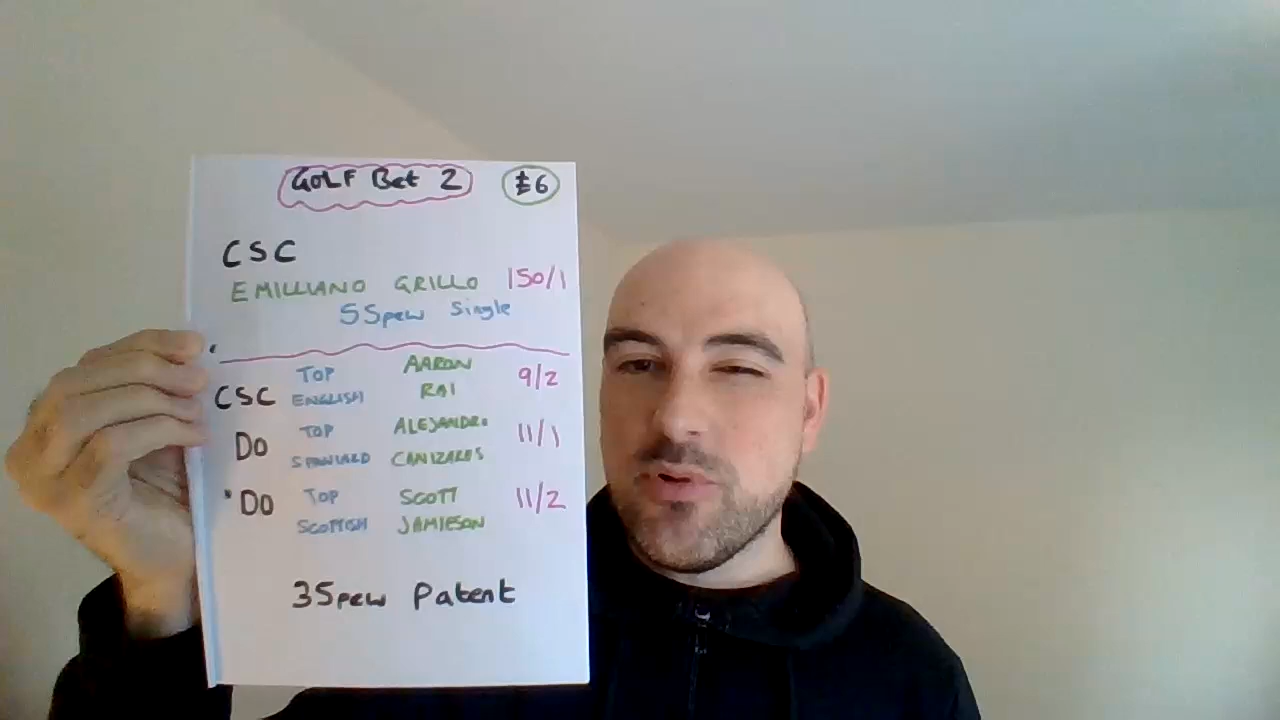 GOLF Bet 2 £6
CSC
EMILLIANO GRILLO 150/1
55pew Single
CSC TOP ENGLISH AARON RAI 9/2
DO TOP SPANIARD ALEJANDRO CANIZARES 11/1
DO TOP SCOTTISH SCOTT JAMIESON 11/2
35pew Patent